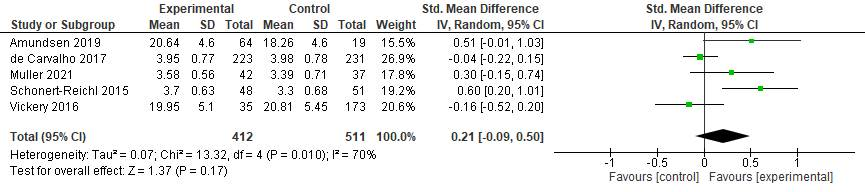 Experimental Control Std. Mean Difference Std. Mean Difference
Study or Subgroup Mean SD Total Mean SD Total Weight IV, Random, 95% CI IV, Random, 95% CI
Amundsen 2019 20.64 4.6 64 18.26 4.6 19 15.5% 0.51 [-0.01, 1.03]
de Carvalho 2017 3.95 0.77 223 3.98 0.78 231 26.9% -0.04 [-0.22, 0.15]
Muller 2021 3.58 0.56 42 3.39 0.71 37 17.8% 0.30 [-0.15, 0.74]
Schonert-Reichl 2015 3.7 0.63 48 3.3 0.68 51 19.2% 0.60 [0.20, 1.01]
Vickery 2016 19.95 5.1 35 20.81 5.45 173 20.6% -0.16 [-0.52, 0.20]
Total (95% CI) 412 511 100.0% 0.21 [-0.09, 0.50]
Heterogeneity: Tau² = 0.07; Chi² = 13.32, df = 4 (P = 0.010); I² = 70%
Test for overall effect: Z = 1.37 (P = 0.17)
-1 -0.5 0 0.5 1
Favours [control] Favours [experimental]